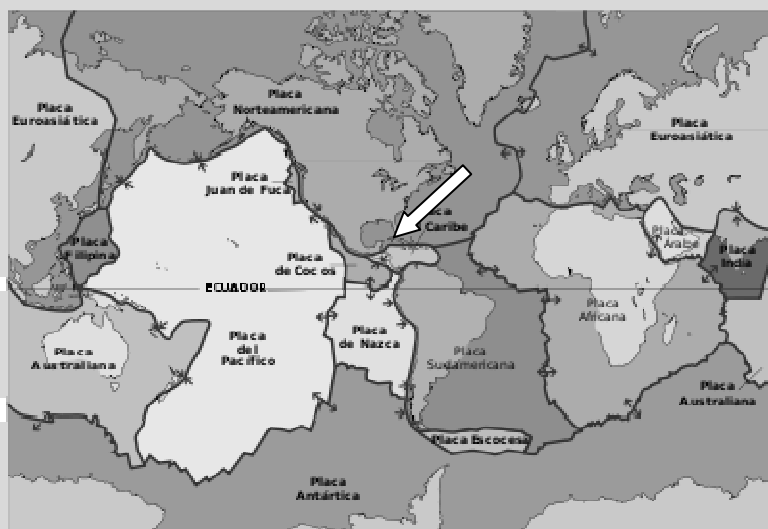 Placa
Norteamericana
Placa
Euroasiática
Placa
Euroasiática
Placa
Juan de Fuca
Caribe
Placa
Arabe
Placa
Filipina
Placa
India
Placa
de Cocos
ECUADOR
Placa
Africana
Placa
de Nazca
Placa
del
Pacífico
Placa
Australiana
Placa
Sudamericana
Placa
Australiana
Placa Escocesa
Placa
Antártica